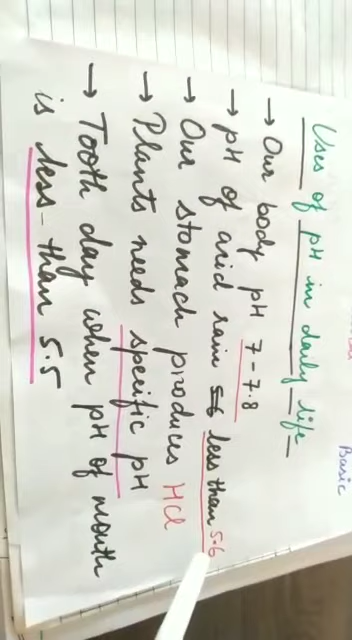 Basic
Uses of pH in daily life
→ Our body pH 7-7.8
→ pH of acid rain 56 less than 5.6
→ Our stomach produces HCl
→ Plants needs specific pH
→ Tooth day when pH of mouth
is less than 5.5